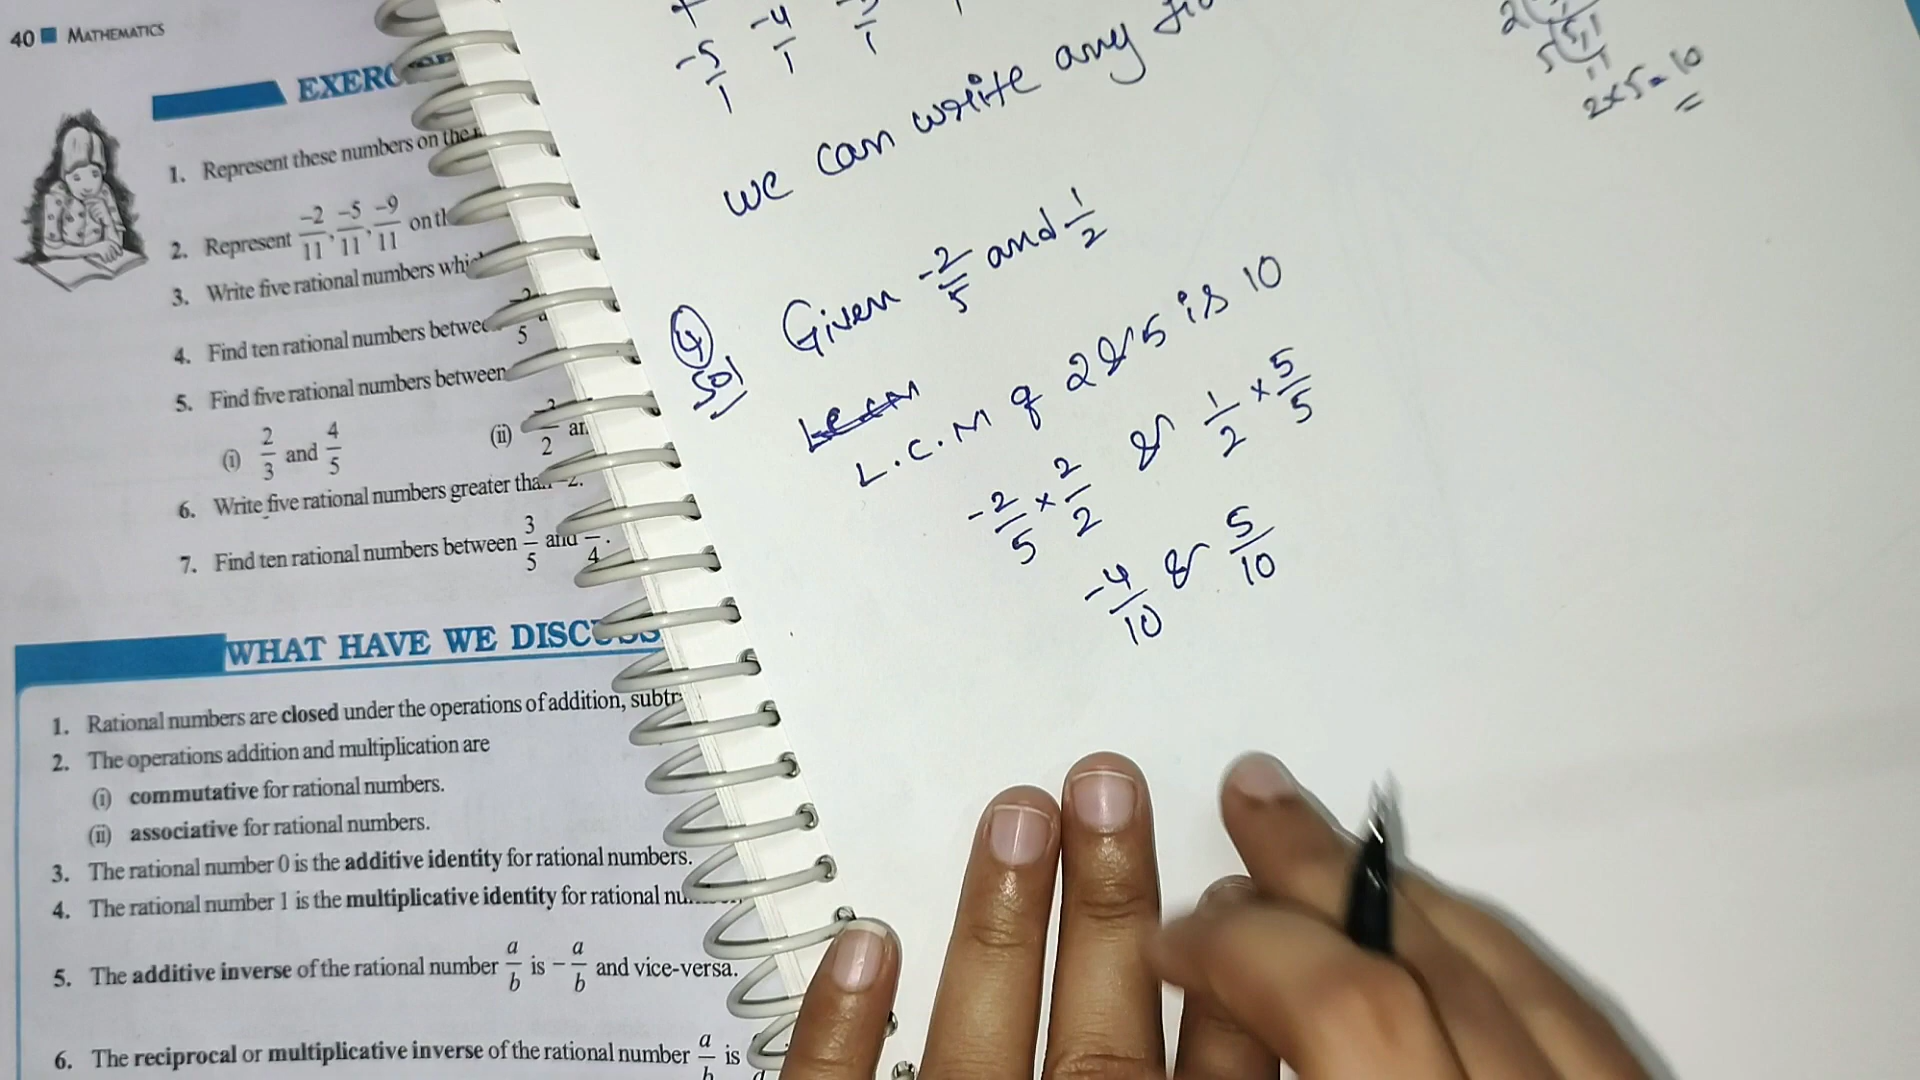 40 MATHEMATICS
1. Represent these numbers on the
2. Represent -2/11, -5/11, -9/11 on
3. Write five rational numbers
4. Find ten rational numbers
5. Find five rational numbers between
(i) 2/3 and 4/5 (ii)
6. Write five rational numbers greater -2.
7. Find ten rational numbers between 3/5 and
WHAT HAVE WE
1. Rational numbers are closed under the operations of addition,
2. The operations addition and multiplication are
(i) commutative for rational numbers.
(ii) associative for rational numbers.
3. The rational number 0 is the additive identity for rational numbers.
4. The rational number 1 is the multiplicative identity for rational
5. The additive inverse of the rational number a/b is -a/b and vice-versa.
6. The reciprocal or multiplicative inverse of the rational number a/b is
-5/1 -4/1
we can write any
4 Sol Given -2/5 and 1/2
L.C.M of 2 & 5 is 10
-2/5 × 2/2 & 1/2 × 5/5
-4/10 & 5/10
2×5=10